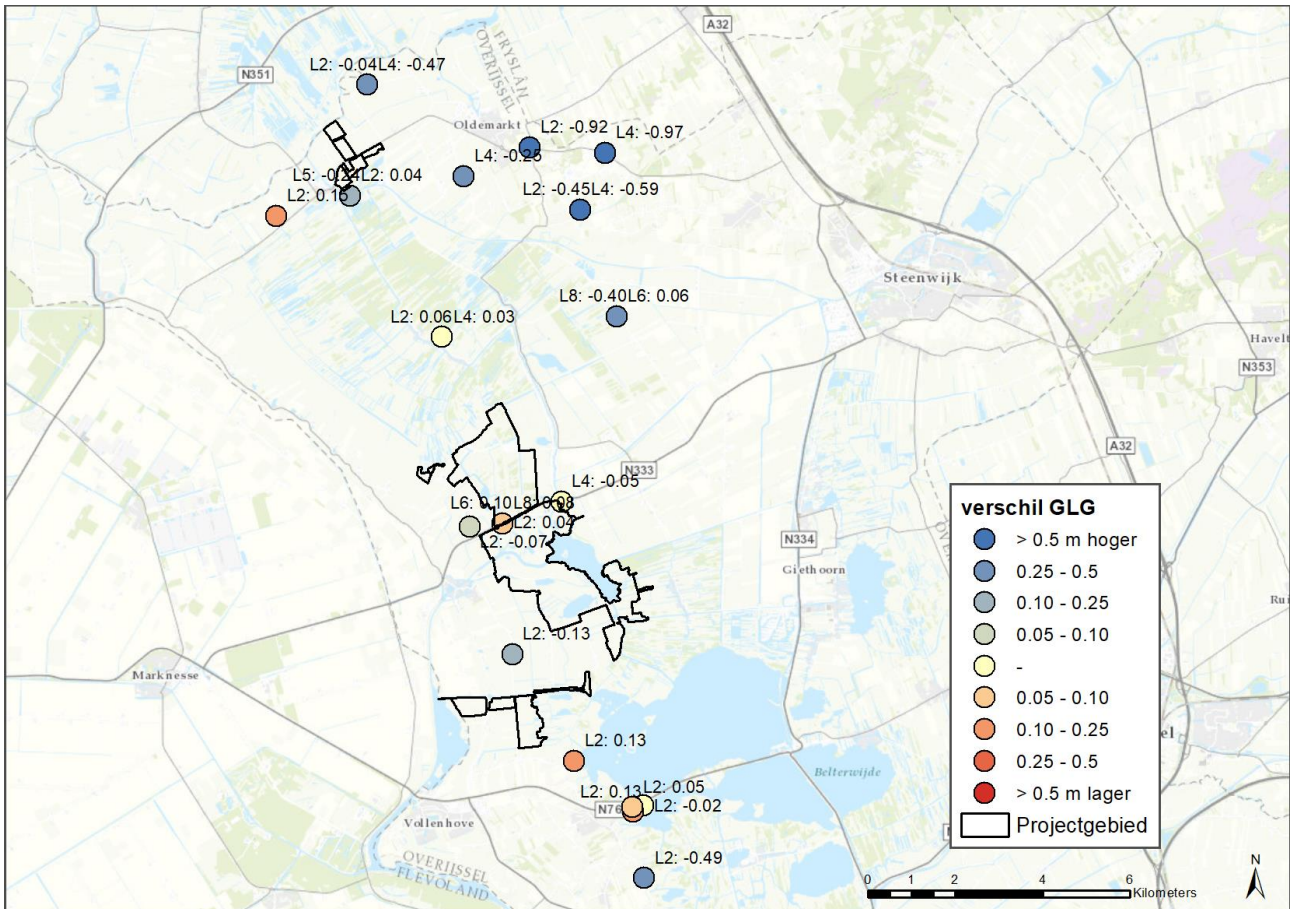 A32
L2: -0.04L4: -0.47
N351
FRYSLÂN
OVERIJSSEL
Oldemarkt
L2: -0.92
L4: -0.97
L4: -0.25
L5: -0.24L2: 0.04
L2: 0.15
L2: -0.45L4: -0.59
Steenwijk
L8: -0.40L6: 0.06
L2: 0.06L4: 0.03
Havelt
N353
A32
N333
L4: -0.05
L6: 0.10L8: 0.08
L2: 0.04
L2: -0.07
N334
Giethoorn
L2: -0.13
Marknesse
L2: 0.13
L2: 0.13
L2: 0.05
L2: -0.02
N76
Belterwijde
Vollenhove
OVERIJSSEL
FLEVOLAND
L2: -0.49
verschil GLG
> 0.5 m hoger
0.25 - 0.5
0.10 - 0.25
0.05 - 0.10
-
0.05 - 0.10
0.10 - 0.25
0.25 - 0.5
> 0.5 m lager
Projectgebied
N
0 1 2 4 6
Kilometers